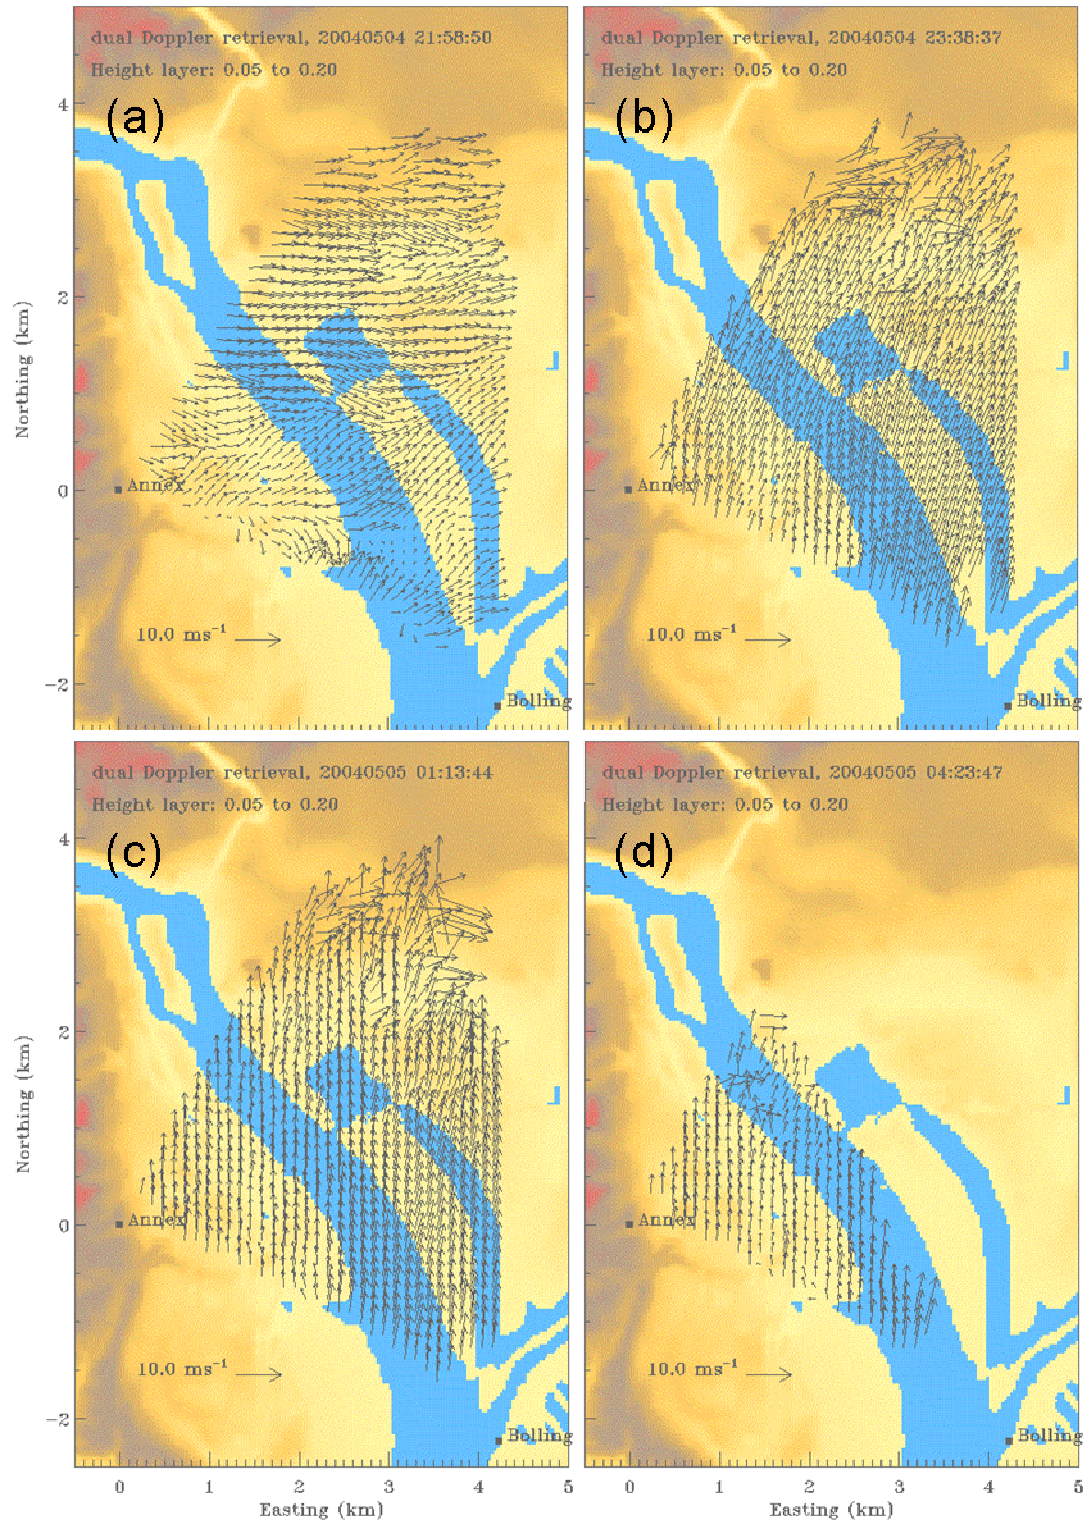 dual Doppler retrieval, 20040504 21:58:50
Height layer: 0.05 to 0.20
(a)
4
2
0
-2
Northing (km)
Annex
10.0 ms⁻¹
Bolling
dual Doppler retrieval, 20040504 23:38:37
Height layer: 0.05 to 0.20
(b)
Annex
10.0 ms⁻¹
Bolling
dual Doppler retrieval, 20040505 01:13:44
Height layer: 0.05 to 0.20
(c)
4
2
0
-2
Northing (km)
Annex
10.0 ms⁻¹
Bolling
0 1 2 3 4 5
Easting (km)
dual Doppler retrieval, 20040505 04:23:47
Height layer: 0.05 to 0.20
(d)
Annex
10.0 ms⁻¹
Bolling
0 1 2 3 4 5
Easting (km)